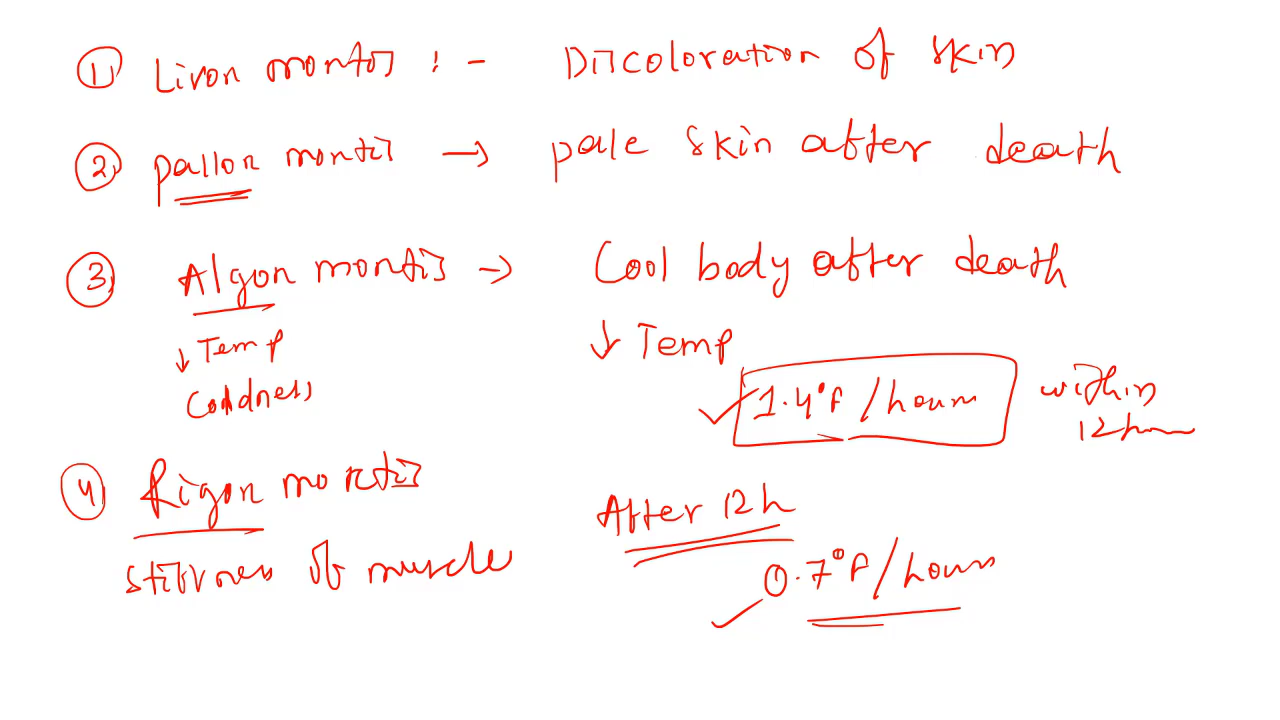 ① Livor mortis :- Discoloration of skin
② pallor mortis → pale skin after death
③ Algor mortis → Cool body after death
↓ Temp
Coldness
↓ Temp
1.4°F / hours within
12 hour
④ Rigor mortis
stiffness of muscle
After 12h
0.7°F / hours